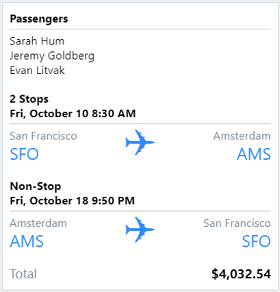 Passengers
Sarah Hum
Jeremy Goldberg
Evan Litvak
2 Stops
Fri, October 10 8:30 AM
San Francisco Amsterdam
SFO AMS
Non-Stop
Fri, October 18 9:50 PM
Amsterdam San Francisco
AMS SFO
Total $4,032.54